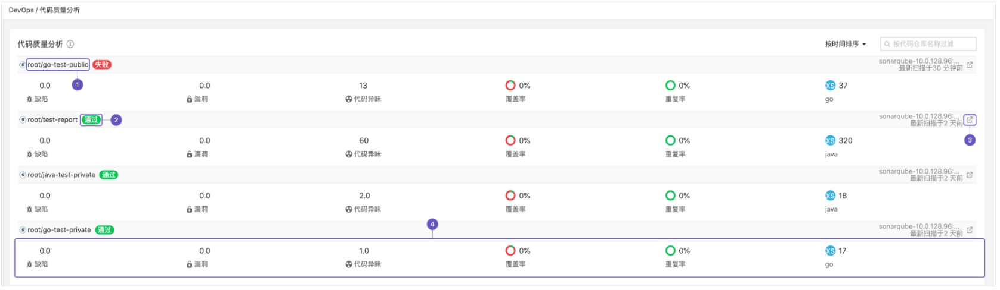 DevOps / 代码质量分析
代码质量分析
按时间排序
按代码仓库名称过滤
root/go-test-public 失败
sonarqube-10.0.128.96:...
最新扫描于30 分钟前
1
0.0 0.0 13 0% 0% XS 37
缺陷 漏洞 代码异味 覆盖率 重复率 go
root/test-report 通过 2
sonarqube-10.0.128.96:...
最新扫描于2 天前
3
0.0 0.0 60 0% 0% XS 320
缺陷 漏洞 代码异味 覆盖率 重复率 java
root/java-test-private 通过
sonarqube-10.0.128.96:...
最新扫描于2 天前
0.0 0.0 2.0 0% 0% XS 18
缺陷 漏洞 代码异味 覆盖率 重复率 java
4
root/go-test-private 通过
sonarqube-10.0.128.96:...
最新扫描于2 天前
0.0 0.0 1.0 0% 0% XS 17
缺陷 漏洞 代码异味 覆盖率 重复率 go